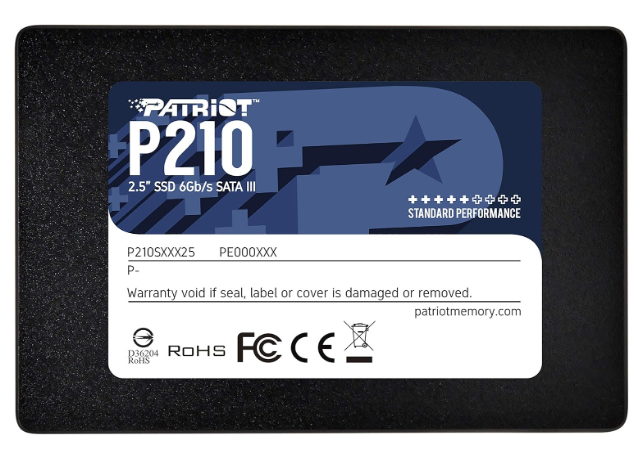 PATRIOT™
P210
2.5" SSD 6Gb/s SATA III
STANDARD PERFORMANCE
P210SXXX25 PE000XXX
P-
Warranty void if seal, label or cover is damaged or removed.
patriotmemory.com
D36204
RoHS
RoHS
FC CE